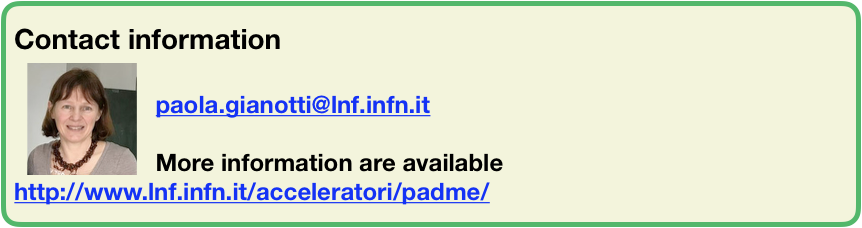 Contact information
paola.gianotti@lnf.infn.it
More information are available
http://www.lnf.infn.it/acceleratori/padme/